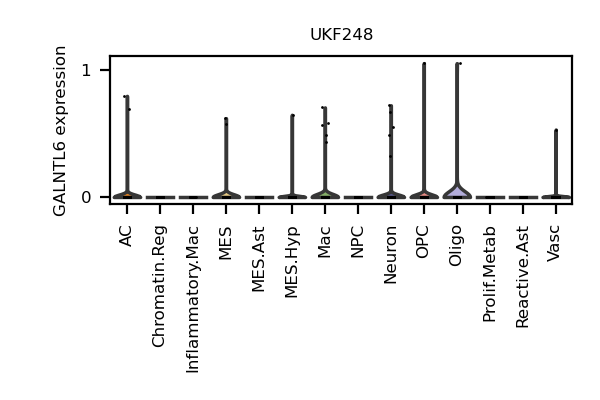 UKF248
GALNTL6 expression
1
0
AC
Chromatin.Reg
Inflammatory.Mac
MES
MES.Ast
MES.Hyp
Mac
NPC
Neuron
OPC
Oligo
Prolif.Metab
Reactive.Ast
Vasc